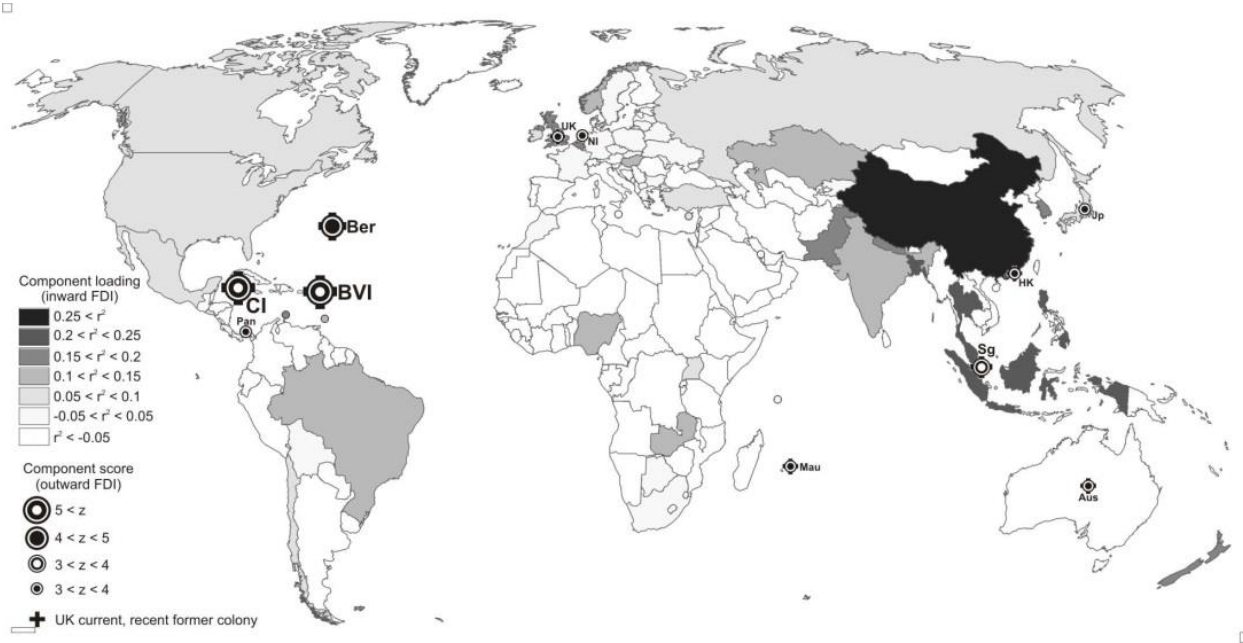 UK
Nl
Jp
Ber
HK
BVI
CI
Pan
Sg
Mau
Aus
Component loading
(inward FDI)
0.25 < r²
0.2 < r² < 0.25
0.15 < r² < 0.2
0.1 < r² < 0.15
0.05 < r² < 0.1
-0.05 < r² < 0.05
r² < -0.05
Component score
(outward FDI)
5 < z
4 < z < 5
3 < z < 4
3 < z < 4
UK current, recent former colony